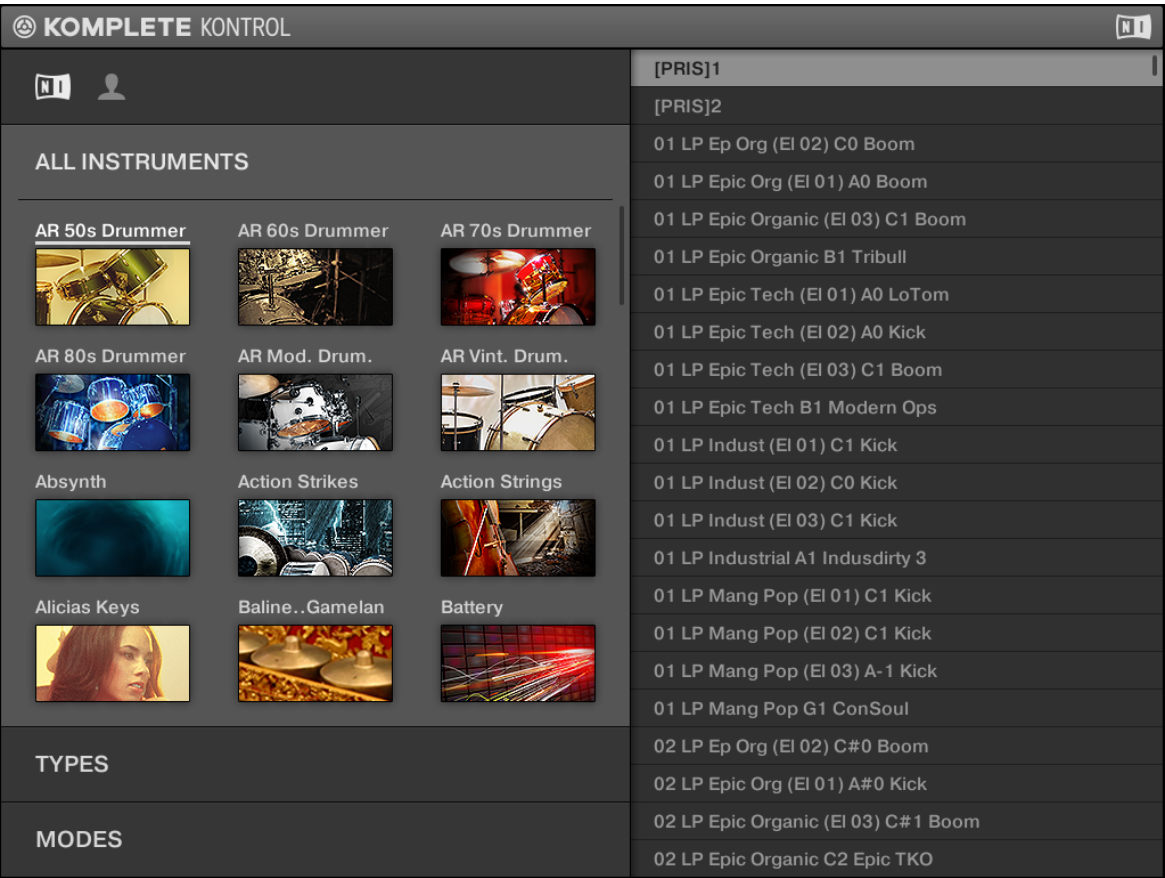 KOMPLETE KONTROL
NI
NI
ALL INSTRUMENTS
AR 50s Drummer
AR 60s Drummer
AR 70s Drummer
AR 80s Drummer
AR Mod. Drum.
AR Vint. Drum.
Absynth
Action Strikes
Action Strings
Alicias Keys
Baline..Gamelan
Battery
TYPES
MODES
[PRIS]1
[PRIS]2
01 LP Ep Org (El 02) C0 Boom
01 LP Epic Org (El 01) A0 Boom
01 LP Epic Organic (El 03) C1 Boom
01 LP Epic Organic B1 Tribull
01 LP Epic Tech (El 01) A0 LoTom
01 LP Epic Tech (El 02) A0 Kick
01 LP Epic Tech (El 03) C1 Boom
01 LP Epic Tech B1 Modern Ops
01 LP Indust (El 01) C1 Kick
01 LP Indust (El 02) C0 Kick
01 LP Indust (El 03) C1 Kick
01 LP Industrial A1 Indusdirty 3
01 LP Mang Pop (El 01) C1 Kick
01 LP Mang Pop (El 02) C1 Kick
01 LP Mang Pop (El 03) A-1 Kick
01 LP Mang Pop G1 ConSoul
02 LP Ep Org (El 02) C#0 Boom
02 LP Epic Org (El 01) A#0 Kick
02 LP Epic Organic (El 03) C#1 Boom
02 LP Epic Organic C2 Epic TKO